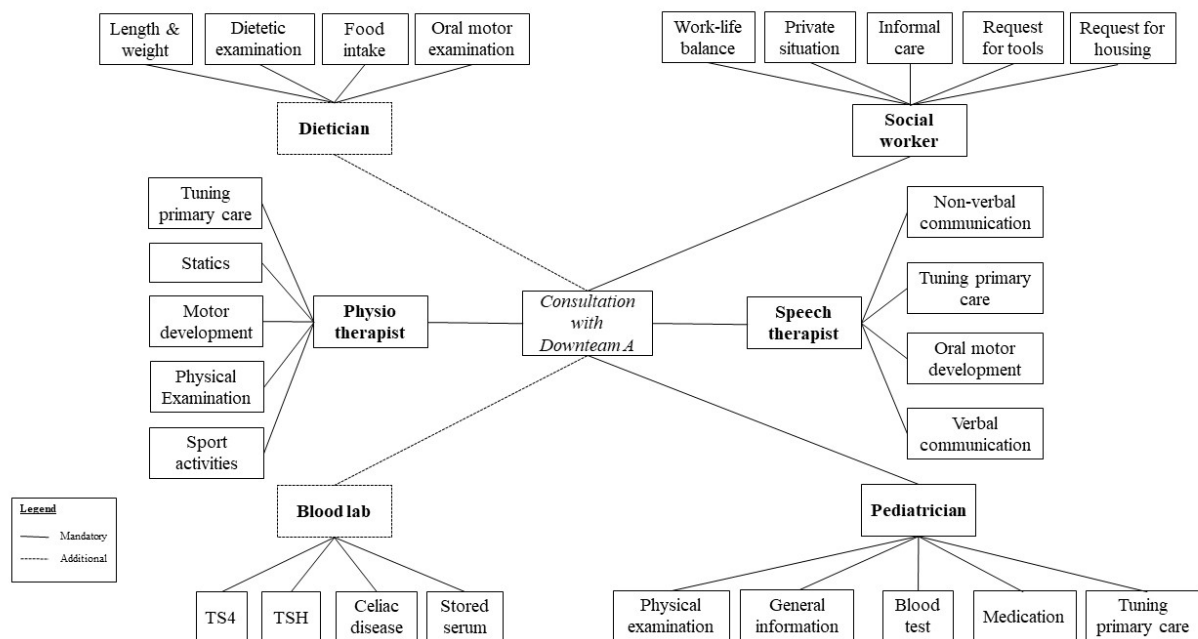 Length &
weight
Dietetic
examination
Food
intake
Oral motor
examination
Work-life
balance
Private
situation
Informal
care
Request
for tools
Request for
housing
Dietician
Social
worker
Tuning
primary care
Statics
Motor
development
Physical
Examination
Sport
activities
Physio
therapist
Consultation
with
Downteam A
Speech
therapist
Non-verbal
communication
Tuning primary
care
Oral motor
development
Verbal
communication
Legend
Mandatory
Additional
Blood lab
Pediatrician
TS4
TSH
Celiac
disease
Stored
serum
Physical
examination
General
information
Blood
test
Medication
Tuning
primary care